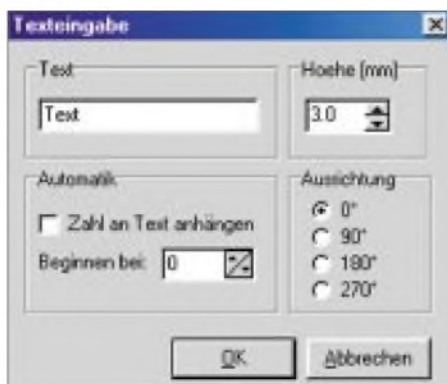 Texteingabe
Text
Text
Hoehe (mm)
3.0
Automatik
Zahl an Text anhängen
Beginnen bei: 0
Ausrichtung
0°
90°
180°
270°
OK
Abbrechen